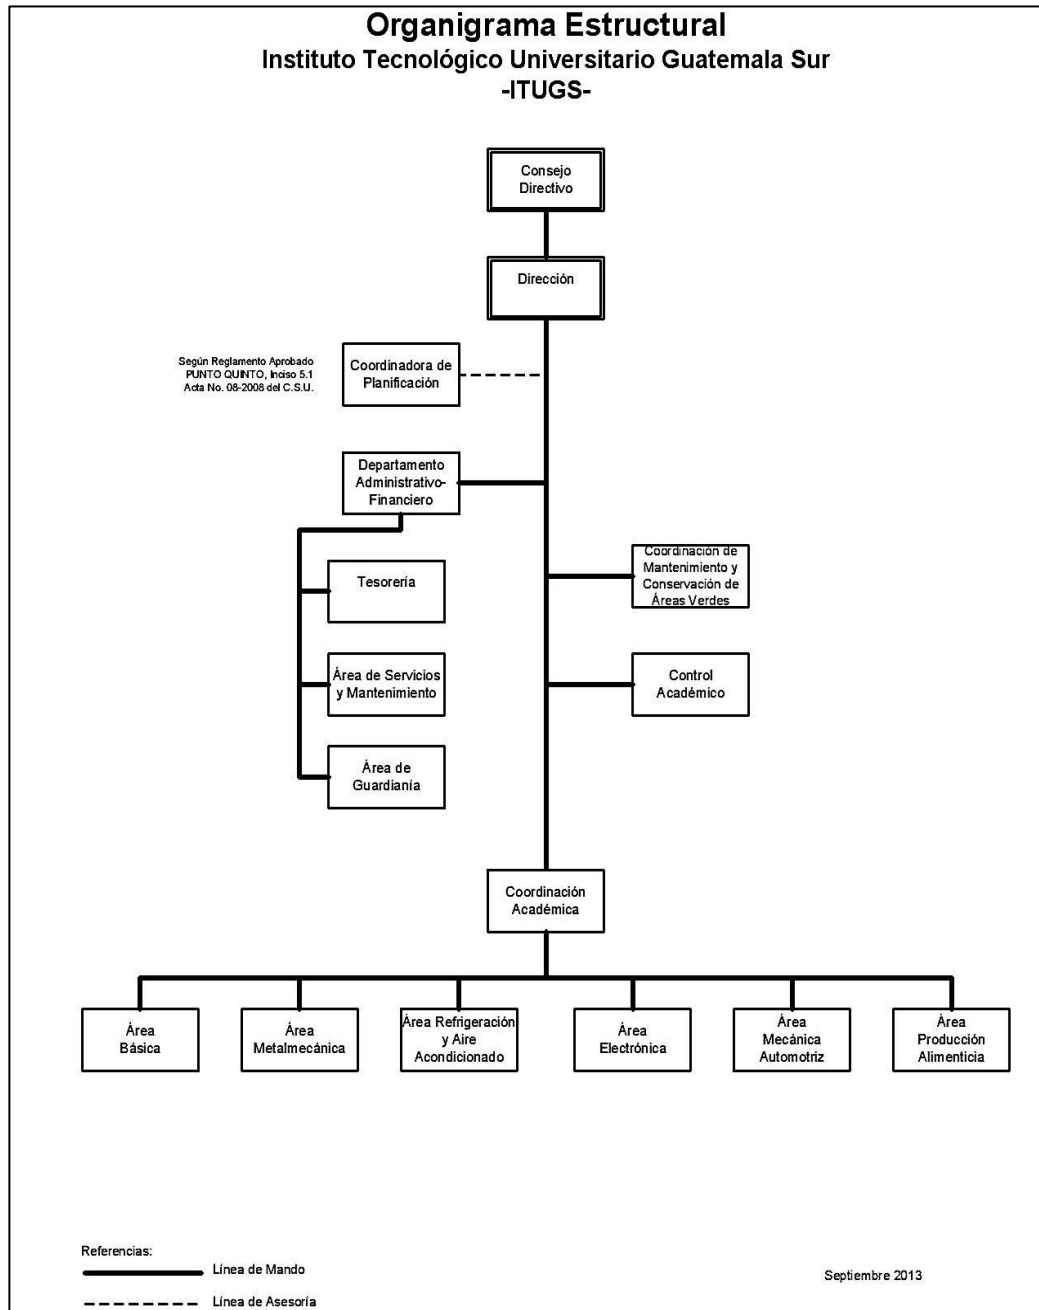 Organigrama Estructural
Instituto Tecnológico Universitario Guatemala Sur
-ITUGS-
Consejo
Directivo
Dirección
Según Reglamento Aprobado
PUNTO QUINTO, Inciso 5.1
Acta No. 08-2008 del C.S.U.
Coordinadora de
Planificación
Departamento
Administrativo-
Financiero
Coordinación de
Mantenimiento y
Conservación de
Áreas Verdes
Tesorería
Área de Servicios
y Mantenimiento
Control
Académico
Área de
Guardianía
Coordinación
Académica
Área
Básica
Área
Metalmecánica
Área Refrigeración
y Aire
Acondicionado
Área
Electrónica
Área
Mecánica
Automotriz
Área
Producción
Alimenticia
Referencias:
Línea de Mando
Línea de Asesoría
Septiembre 2013